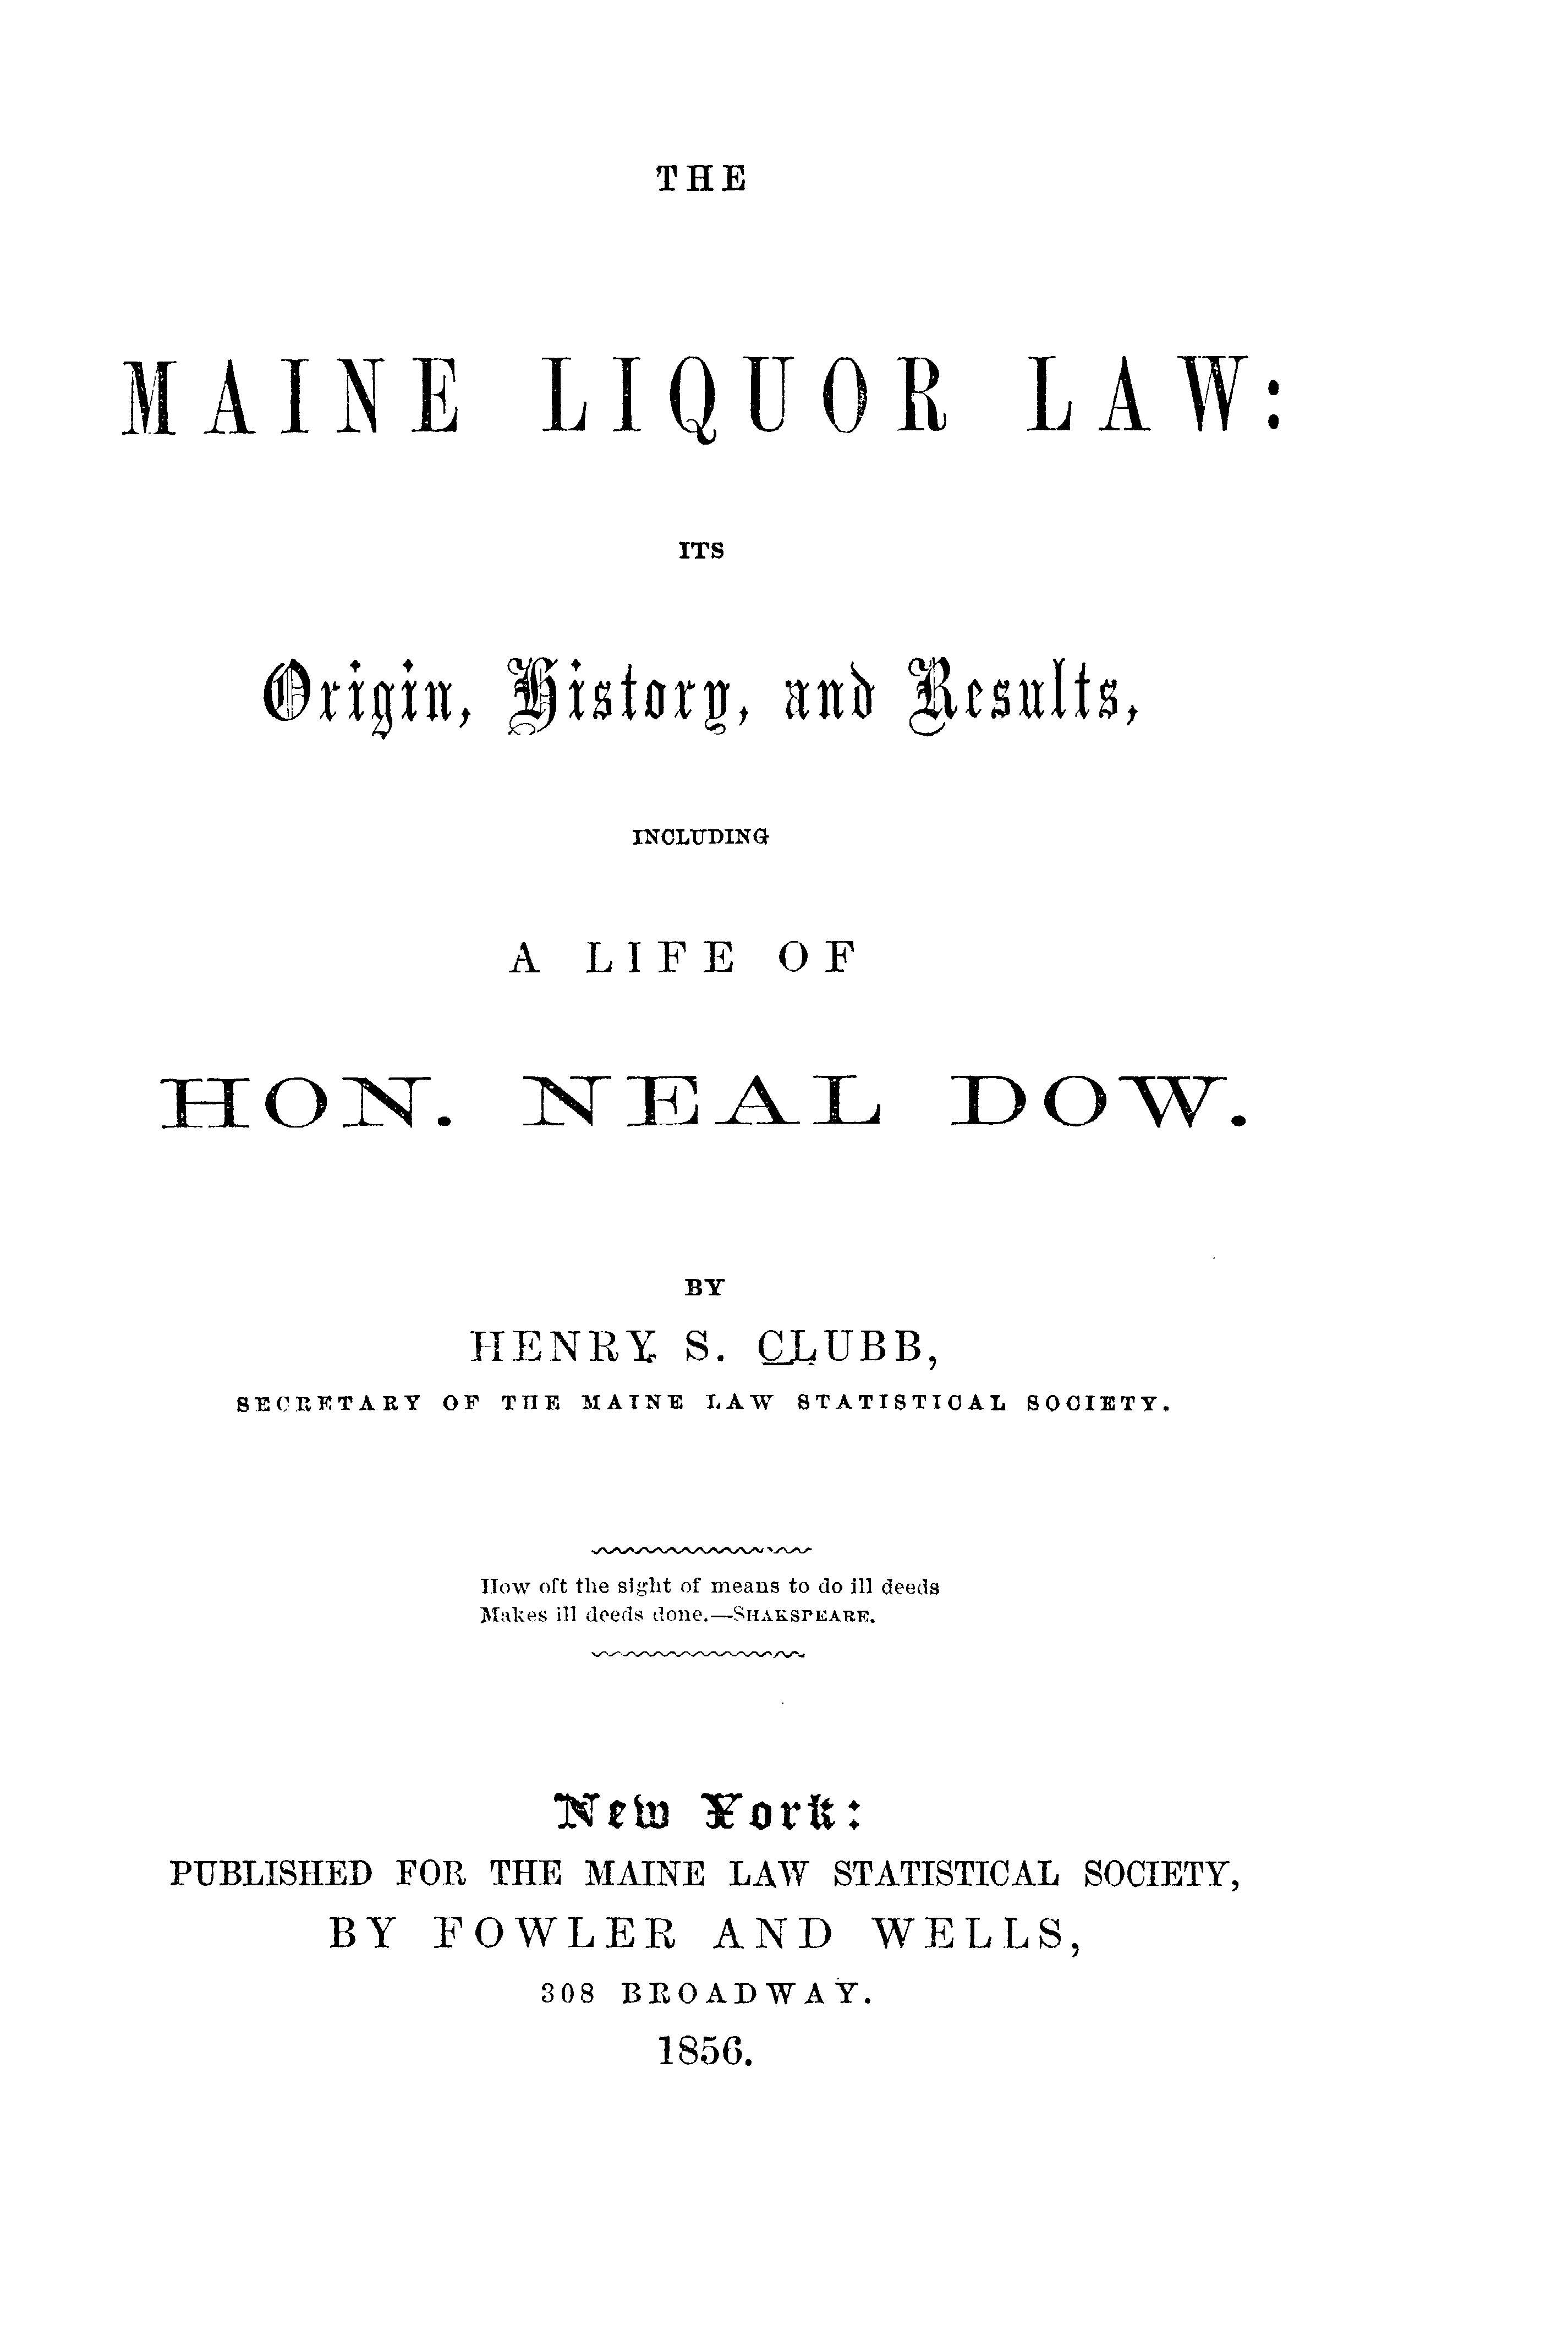 THE
MAINE LIQUOR LAW:
ITS
Origin, History, and Results,
INCLUDING
A LIFE OF
HON. NEAL DOW.
BY
HENRY S. CLUBB,
SECRETARY OF THE MAINE LAW STATISTICAL SOCIETY.
How oft the sight of means to do ill deeds
Makes ill deeds done.—SHAKSPEARE.
New York:
PUBLISHED FOR THE MAINE LAW STATISTICAL SOCIETY,
BY FOWLER AND WELLS,
308 BROADWAY.
1856.